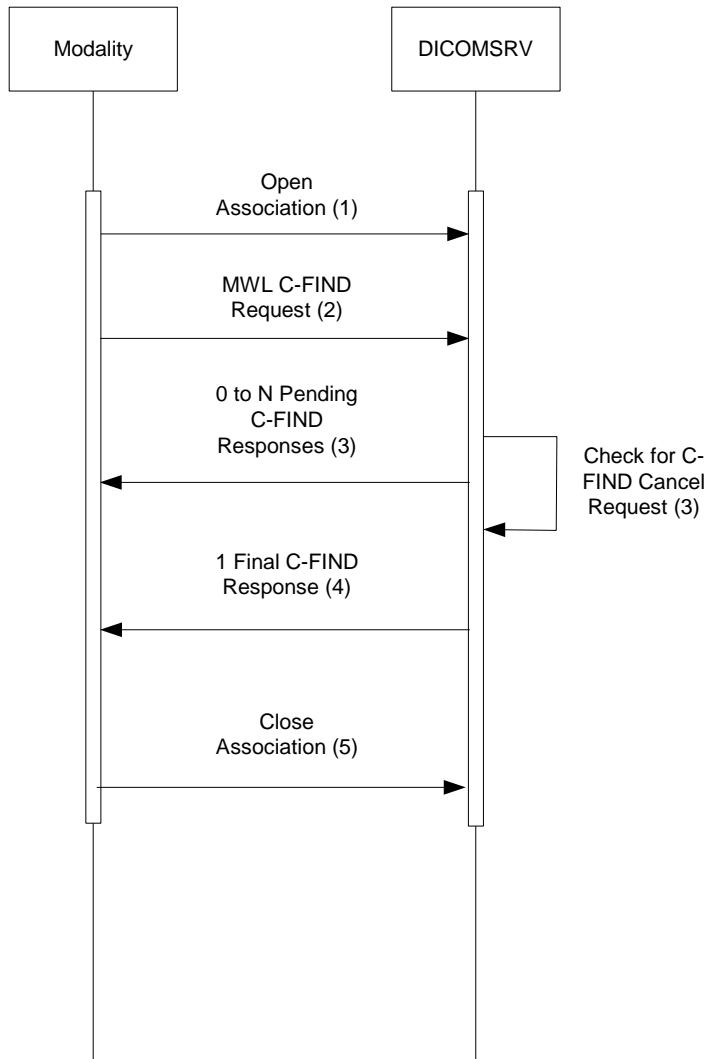 Modality
DICOMSRV
Open
Association (1)
MWL C-FIND
Request (2)
0 to N Pending
C-FIND
Responses (3)
Check for C-
FIND Cancel
Request (3)
1 Final C-FIND
Response (4)
Close
Association (5)